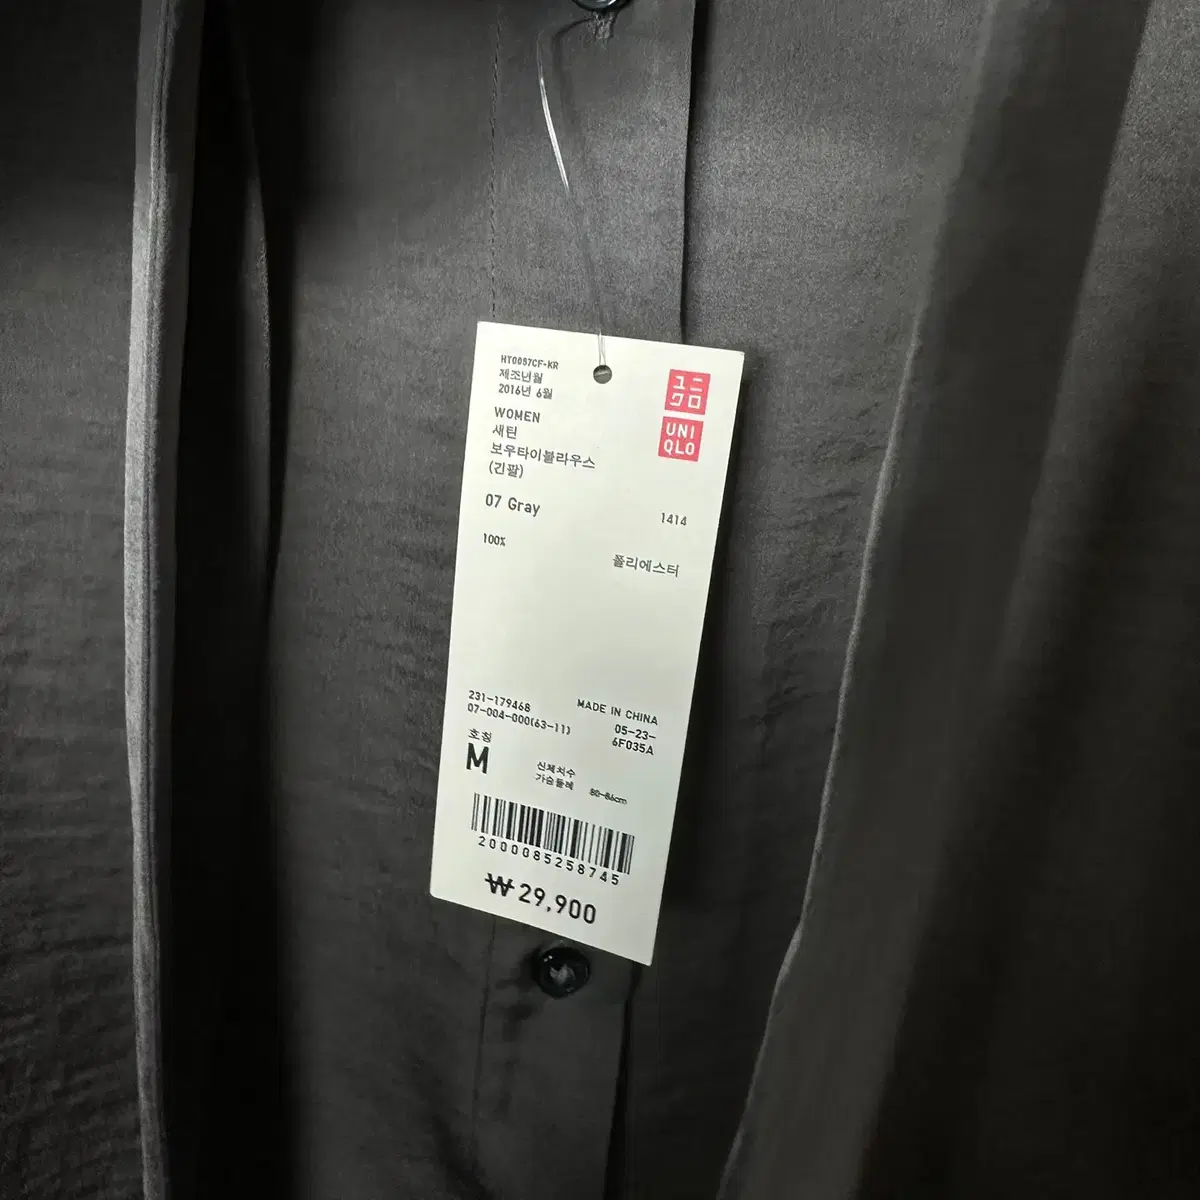 HT0057CF-KR
제조년월
2016년 6월
ユニ
クロ
UNI
QLO
WOMEN
새틴
보우타이블라우스
(긴팔)
07 Gray
1414
100%
폴리에스터
231-179468
07-004-000(63-11)
MADE IN CHINA
05-23-
6F035A
호칭
M
신체치수
가슴둘레 80-86cm
2000085258745
₩29,900